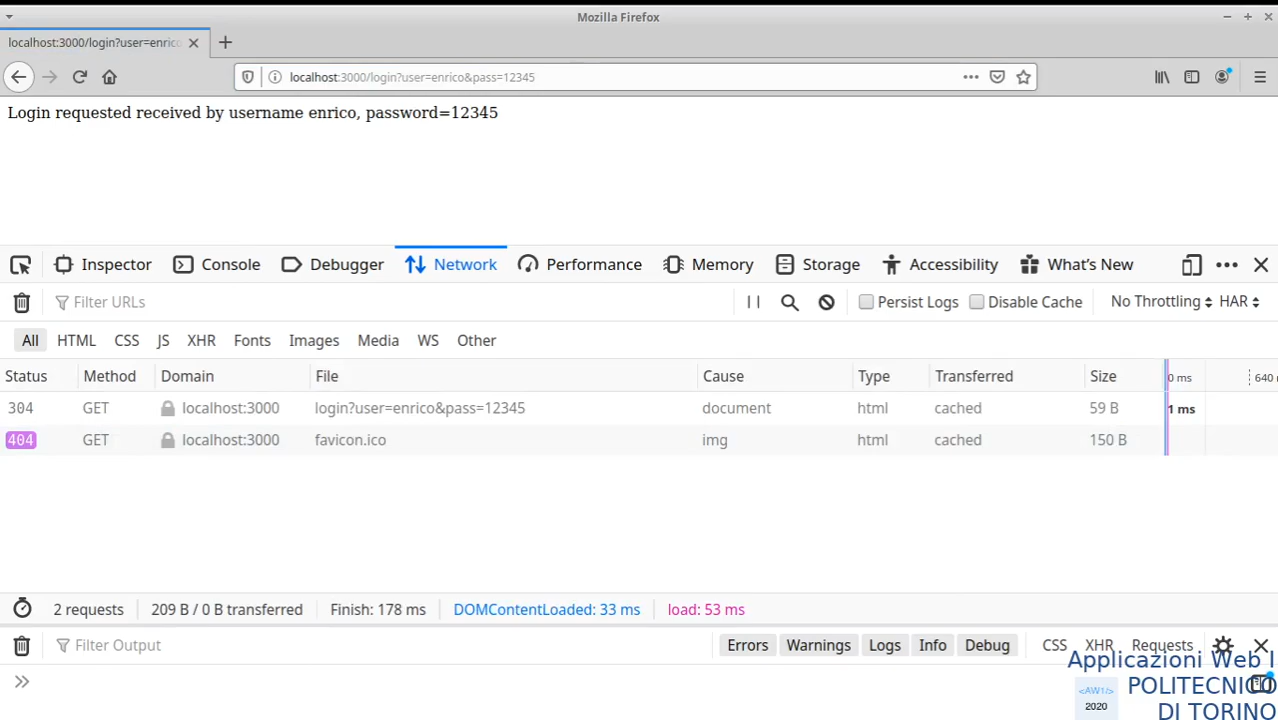 Mozilla Firefox
localhost:3000/login?user=enric
localhost:3000/login?user=enrico&pass=12345
Login requested received by username enrico, password=12345
Inspector Console Debugger Network Performance Memory Storage Accessibility What's New
Filter URLs Persist Logs Disable Cache No Throttling HAR
All HTML CSS JS XHR Fonts Images Media WS Other
Status Method Domain File Cause Type Transferred Size 0 ms 640
304 GET localhost:3000 login?user=enrico&pass=12345 document html cached 59 B 1 ms
404 GET localhost:3000 favicon.ico img html cached 150 B
2 requests 209 B / 0 B transferred Finish: 178 ms DOMContentLoaded: 33 ms load: 53 ms
Filter Output Errors Warnings Logs Info Debug CSS XHR Requests
Applicazioni Web I
<AW1/> POLITECNICO
2020 DI TORINO